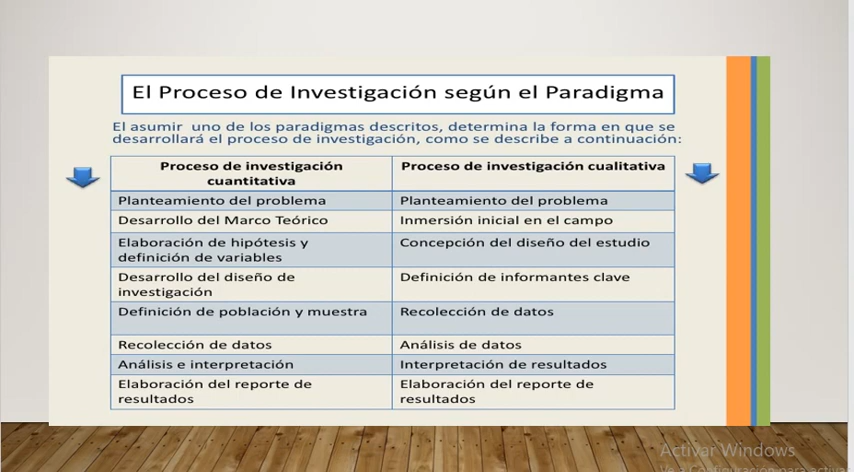 El Proceso de Investigación según el Paradigma
El asumir uno de los paradigmas descritos, determina la forma en que se
desarrollará el proceso de investigación, como se describe a continuación:
Proceso de investigación
cuantitativa
Proceso de investigación cualitativa
Planteamiento del problema
Planteamiento del problema
Desarrollo del Marco Teórico
Inmersión inicial en el campo
Elaboración de hipótesis y
definición de variables
Concepción del diseño del estudio
Desarrollo del diseño de
investigación
Definición de informantes clave
Definición de población y muestra
Recolección de datos
Recolección de datos
Análisis de datos
Análisis e interpretación
Interpretación de resultados
Elaboración del reporte de
resultados
Elaboración del reporte de
resultados
Activar Windows
Ve a Configuración para activar